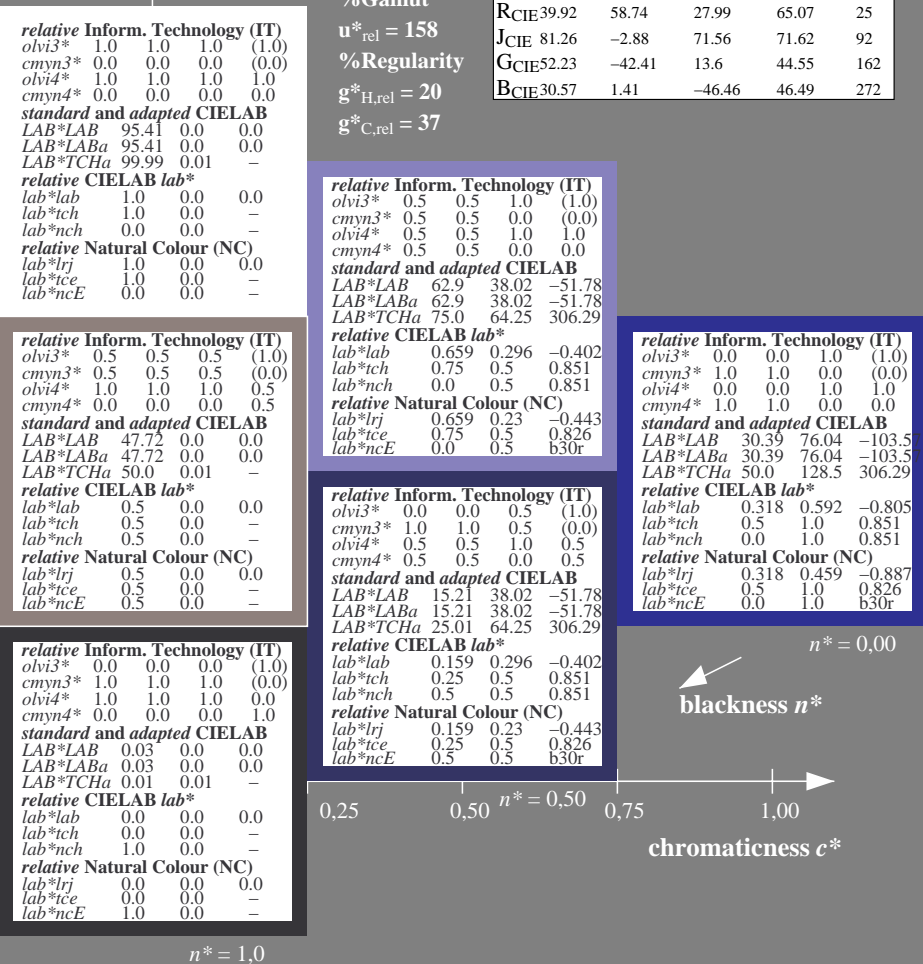 %Gamut
u*rel = 158
%Regularity
g*H,rel = 20
g*C,rel = 37
RCIE 39.92 58.74 27.99 65.07 25
JCIE 81.26 −2.88 71.56 71.62 92
GCIE 52.23 −42.41 13.6 44.55 162
BCIE 30.57 1.41 −46.46 46.49 272
relative Inform. Technology (IT)
olvi3* 1.0 1.0 1.0 (1.0)
cmyn3* 0.0 0.0 0.0 (0.0)
olvi4* 1.0 1.0 1.0 1.0
cmyn4* 0.0 0.0 0.0 0.0
standard and adapted CIELAB
LAB*LAB 95.41 0.0 0.0
LAB*LABa 95.41 0.0 0.0
LAB*TCHa 99.99 0.01 –
relative CIELAB lab*
lab*lab 1.0 0.0 0.0
lab*tch 1.0 0.0 –
lab*nch 0.0 0.0 –
relative Natural Colour (NC)
lab*lrj 1.0 0.0 0.0
lab*tce 1.0 0.0 –
lab*ncE 0.0 0.0 –
relative Inform. Technology (IT)
olvi3* 0.5 0.5 1.0 (1.0)
cmyn3* 0.5 0.5 0.0 (0.0)
olvi4* 0.5 0.5 1.0 1.0
cmyn4* 0.5 0.5 0.0 0.0
standard and adapted CIELAB
LAB*LAB 62.9 38.02 −51.78
LAB*LABa 62.9 38.02 −51.78
LAB*TCHa 75.0 64.25 306.29
relative CIELAB lab*
lab*lab 0.659 0.296 −0.402
lab*tch 0.75 0.5 0.851
lab*nch 0.0 0.5 0.851
relative Natural Colour (NC)
lab*lrj 0.659 0.23 −0.443
lab*tce 0.75 0.5 0.826
lab*ncE 0.0 0.5 b30r
relative Inform. Technology (IT)
olvi3* 0.5 0.5 0.5 (1.0)
cmyn3* 0.5 0.5 0.5 (0.0)
olvi4* 1.0 1.0 1.0 0.5
cmyn4* 0.0 0.0 0.0 0.5
standard and adapted CIELAB
LAB*LAB 47.72 0.0 0.0
LAB*LABa 47.72 0.0 0.0
LAB*TCHa 50.0 0.01 –
relative CIELAB lab*
lab*lab 0.5 0.0 0.0
lab*tch 0.5 0.0 –
lab*nch 0.5 0.0 –
relative Natural Colour (NC)
lab*lrj 0.5 0.0 0.0
lab*tce 0.5 0.0 –
lab*ncE 0.5 0.0 –
relative Inform. Technology (IT)
olvi3* 0.0 0.0 1.0 (1.0)
cmyn3* 1.0 1.0 0.0 (0.0)
olvi4* 0.0 0.0 1.0 1.0
cmyn4* 1.0 1.0 0.0 0.0
standard and adapted CIELAB
LAB*LAB 30.39 76.04 −103.57
LAB*LABa 30.39 76.04 −103.57
LAB*TCHa 50.0 128.5 306.29
relative CIELAB lab*
lab*lab 0.318 0.592 −0.805
lab*tch 0.5 1.0 0.851
lab*nch 0.0 1.0 0.851
relative Natural Colour (NC)
lab*lrj 0.318 0.459 −0.887
lab*tce 0.5 1.0 0.826
lab*ncE 0.0 1.0 b30r
relative Inform. Technology (IT)
olvi3* 0.0 0.0 0.5 (1.0)
cmyn3* 1.0 1.0 0.5 (0.0)
olvi4* 0.5 0.5 1.0 0.5
cmyn4* 0.5 0.5 0.0 0.5
standard and adapted CIELAB
LAB*LAB 15.21 38.02 −51.78
LAB*LABa 15.21 38.02 −51.78
LAB*TCHa 25.01 64.25 306.29
relative CIELAB lab*
lab*lab 0.159 0.296 −0.402
lab*tch 0.25 0.5 0.851
lab*nch 0.5 0.5 0.851
relative Natural Colour (NC)
lab*lrj 0.159 0.23 −0.443
lab*tce 0.25 0.5 0.826
lab*ncE 0.5 0.5 b30r
relative Inform. Technology (IT)
olvi3* 0.0 0.0 0.0 (1.0)
cmyn3* 1.0 1.0 1.0 (0.0)
olvi4* 1.0 1.0 1.0 0.0
cmyn4* 0.0 0.0 0.0 1.0
standard and adapted CIELAB
LAB*LAB 0.03 0.0 0.0
LAB*LABa 0.03 0.0 0.0
LAB*TCHa 0.01 0.01 –
relative CIELAB lab*
lab*lab 0.0 0.0 0.0
lab*tch 0.0 0.0 –
lab*nch 1.0 0.0 –
relative Natural Colour (NC)
lab*lrj 0.0 0.0 0.0
lab*tce 0.0 0.0 –
lab*ncE 1.0 0.0 –
n* = 0,00
blackness n*
0,25 0,50 n* = 0,50 0,75 1,00
chromaticness c*
n* = 1,0